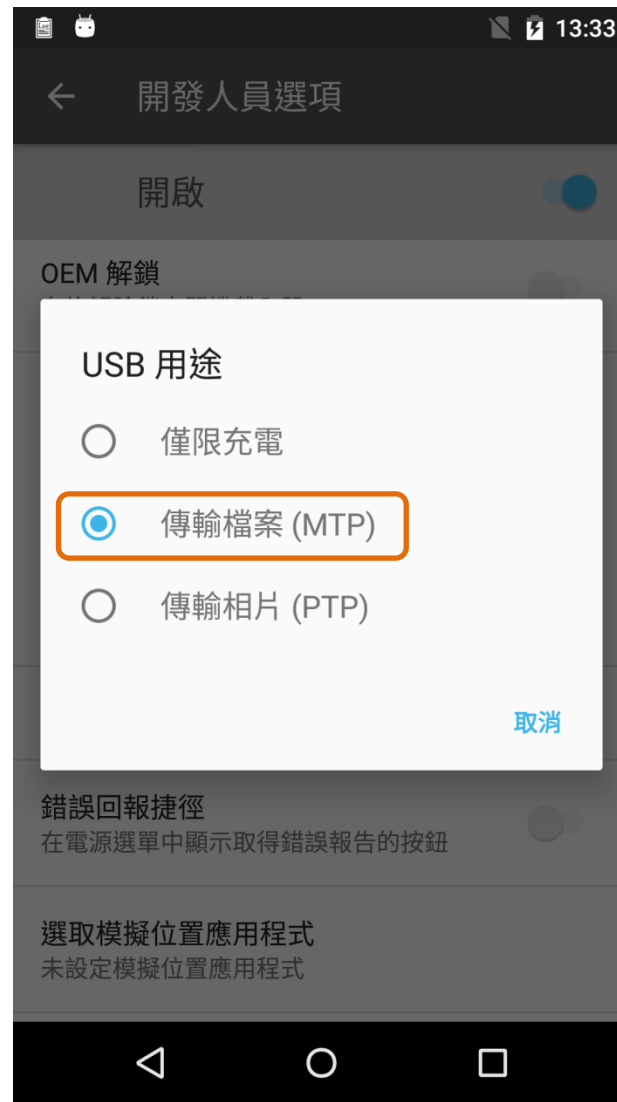 13:33
開發人員選項
開啟
OEM 解鎖
USB 用途
僅限充電
傳輸檔案 (MTP)
傳輸相片 (PTP)
取消
錯誤回報捷徑
在電源選單中顯示取得錯誤報告的按鈕
選取模擬位置應用程式
未設定模擬位置應用程式